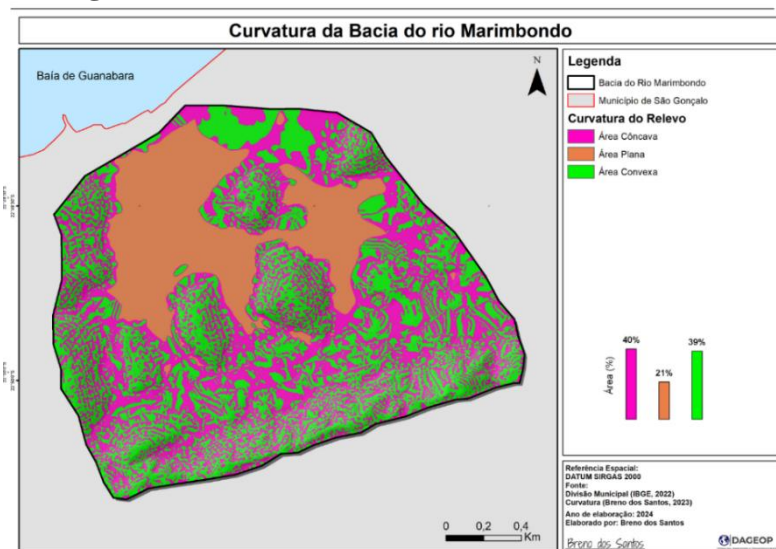 Curvatura da Bacia do rio Marimbondo
Baía de Guanabara
N
Legenda
Bacia do Rio Marimbondo
Município de São Gonçalo
Curvatura do Relevo
Área Côncava
Área Plana
Área Convexa
40%
21%
39%
Área (%)
0 0,2 0,4
Km
Referência Espacial:
DATUM SIRGAS 2000
Fonte:
Divisão Municipal (IBGE, 2022)
Curvatura (Breno dos Santos, 2023)
Ano de elaboração: 2024
Elaborado por: Breno dos Santos
Breno dos Santos
DAGEOP